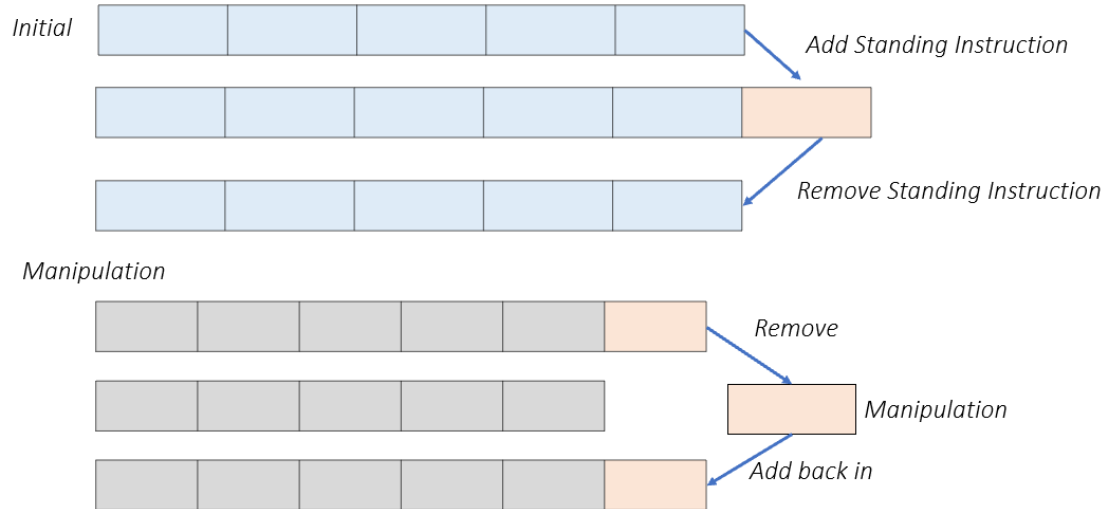 Initial
Add Standing Instruction
Remove Standing Instruction
Manipulation
Remove
Manipulation
Add back in